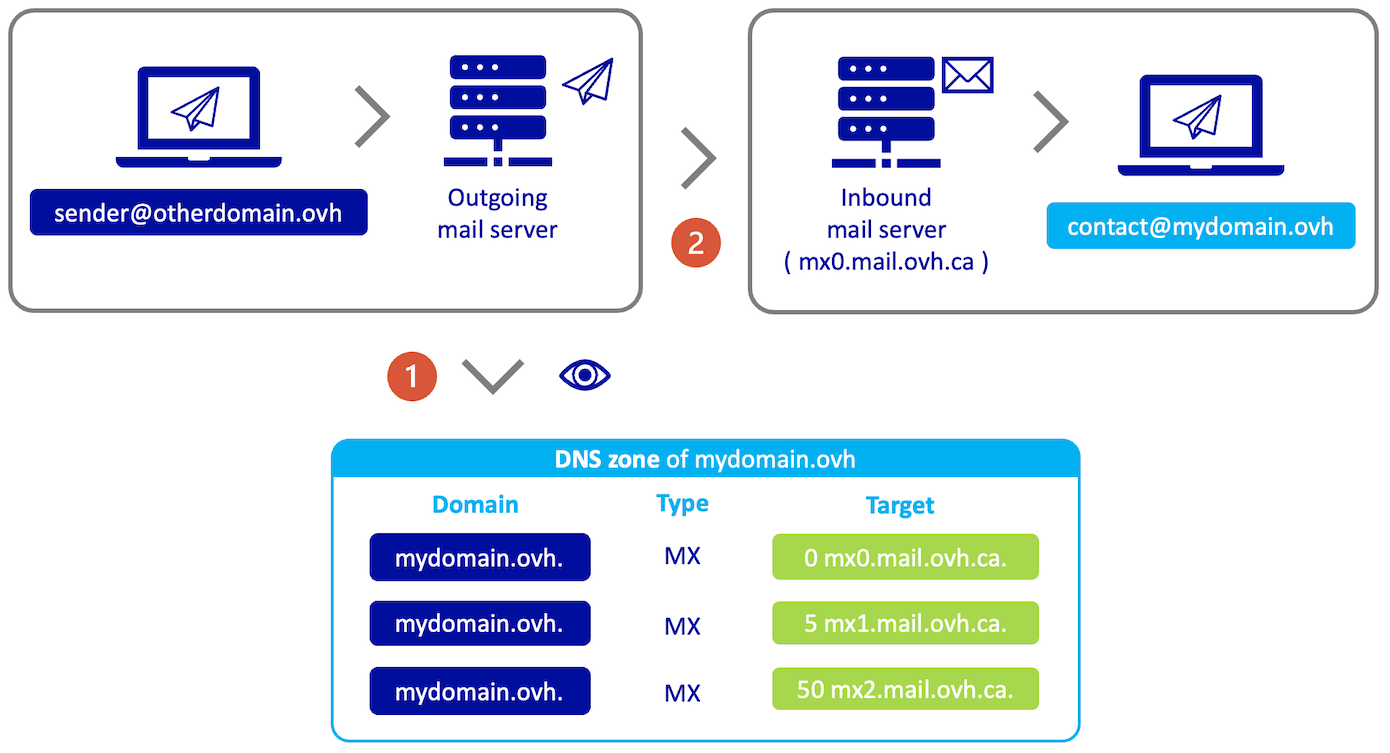 sender@otherdomain.ovh
Outgoing
mail server
2
Inbound
mail server
( mx0.mail.ovh.ca )
contact@mydomain.ovh
1
DNS zone of mydomain.ovh
Domain Type Target
mydomain.ovh. MX 0 mx0.mail.ovh.ca.
mydomain.ovh. MX 5 mx1.mail.ovh.ca.
mydomain.ovh. MX 50 mx2.mail.ovh.ca.